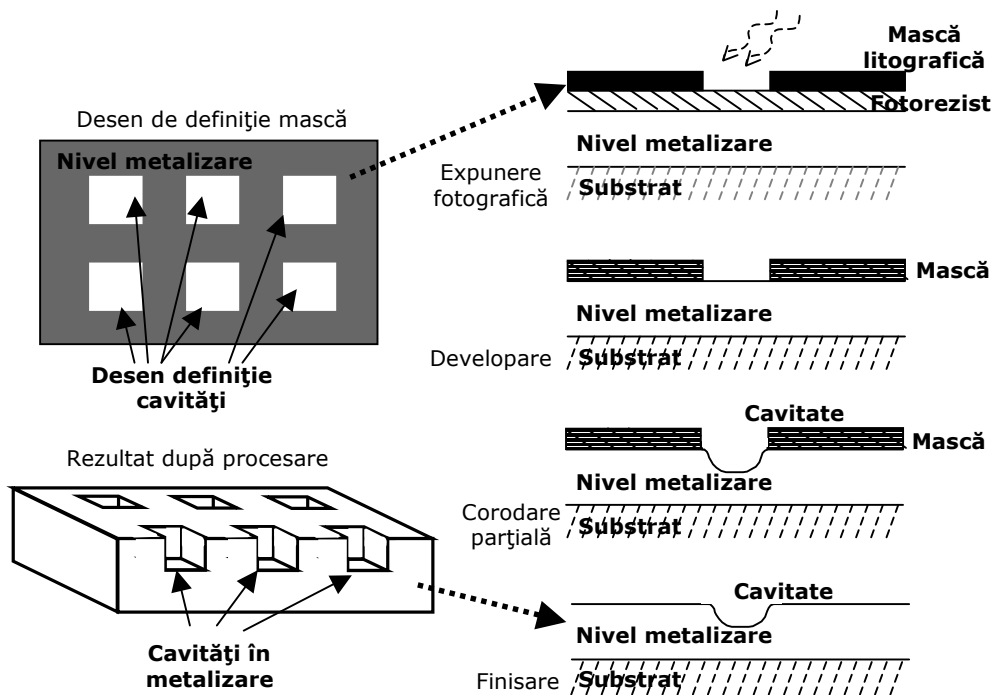 Desen de definiţie mască
Nivel metalizare
Desen definiţie
cavităţi
Rezultat după procesare
Cavităţi în
metalizare
Mască
litografică
Fotorezist
Nivel metalizare
Substrat
Expunere
fotografică
Mască
Nivel metalizare
Substrat
Developare
Cavitate
Mască
Nivel metalizare
Substrat
Corodare
parţială
Cavitate
Nivel metalizare
Substrat
Finisare